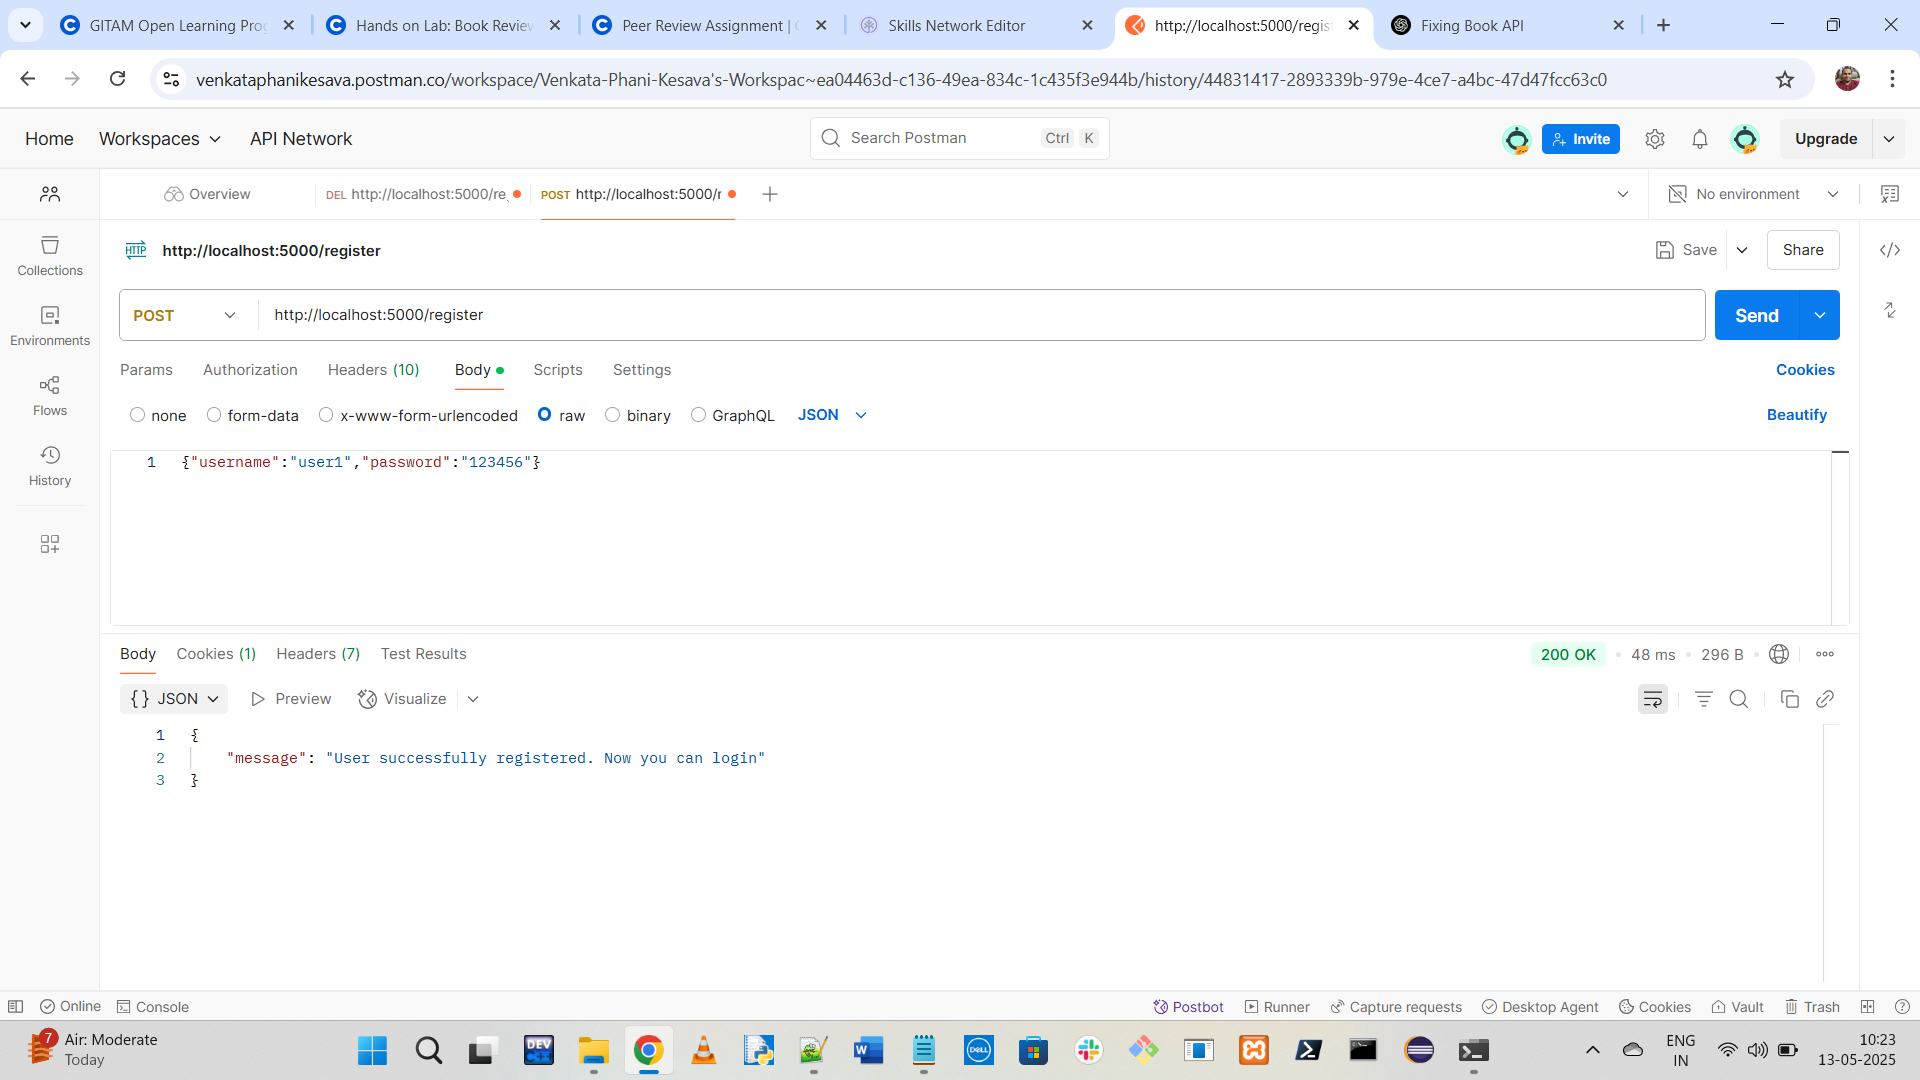 GITAM Open Learning Prog
Hands on Lab: Book Review
Peer Review Assignment | C
Skills Network Editor
http://localhost:5000/regist
Fixing Book API
venkataphanikesava.postman.co/workspace/Venkata-Phani-Kesava's-Workspac~ea04463d-c136-49ea-834c-1c435f3e944b/history/44831417-2893339b-979e-4ce7-a4bc-47d47fcc63c0
Home
Workspaces
API Network
Search Postman
Ctrl
K
Invite
Upgrade
Overview
DEL http://localhost:5000/re
POST http://localhost:5000/r
No environment
Collections
Environments
Flows
History
HTTP
http://localhost:5000/register
Save
Share
POST
http://localhost:5000/register
Send
Params
Authorization
Headers (10)
Body
Scripts
Settings
Cookies
none
form-data
x-www-form-urlencoded
raw
binary
GraphQL
JSON
Beautify
1
{"username":"user1","password":"123456"}
Body
Cookies (1)
Headers (7)
Test Results
200 OK
48 ms
296 B
{} JSON
Preview
Visualize
1 {
2 "message": "User successfully registered. Now you can login"
3 }
Online
Console
Postbot
Runner
Capture requests
Desktop Agent
Cookies
Vault
Trash
7
Air: Moderate
Today
DEV C++
W
DELL
ENG
IN
10:23
13-05-2025